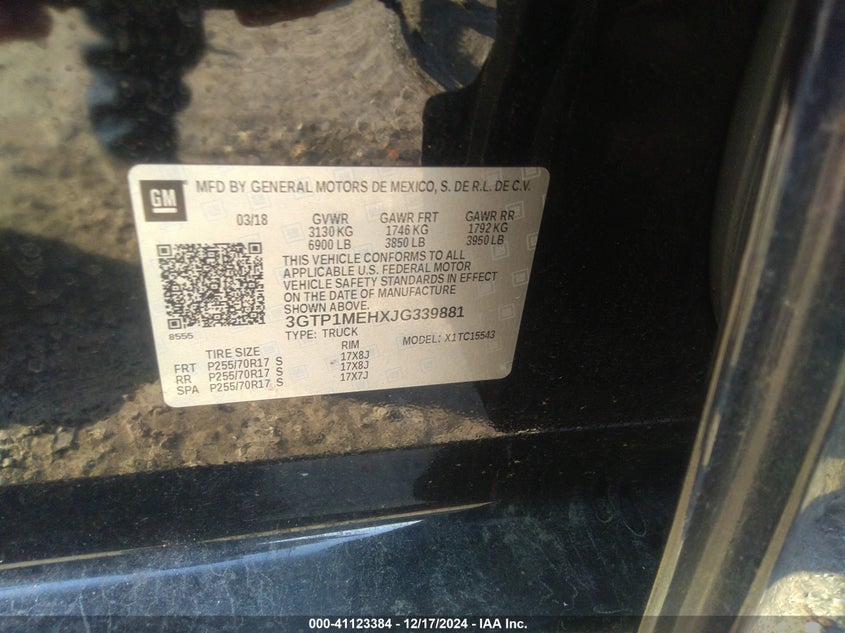 GM
MFD BY GENERAL MOTORS DE MEXICO, S. DE R.L. DE C.V.
03/18 GVWR GAWR FRT GAWR RR
3130 KG 1746 KG 1792 KG
6900 LB 3850 LB 3950 LB
THIS VEHICLE CONFORMS TO ALL
APPLICABLE U.S. FEDERAL MOTOR
VEHICLE SAFETY STANDARDS IN EFFECT
ON THE DATE OF MANUFACTURE
SHOWN ABOVE.
3GTP1MEHXJG339881
8555 TYPE: TRUCK MODEL: X1TC15543
TIRE SIZE RIM
FRT P255/70R17 S 17X8J
RR P255/70R17 S 17X8J
SPA P255/70R17 S 17X7J
000-41123384 - 12/17/2024 - IAA Inc.